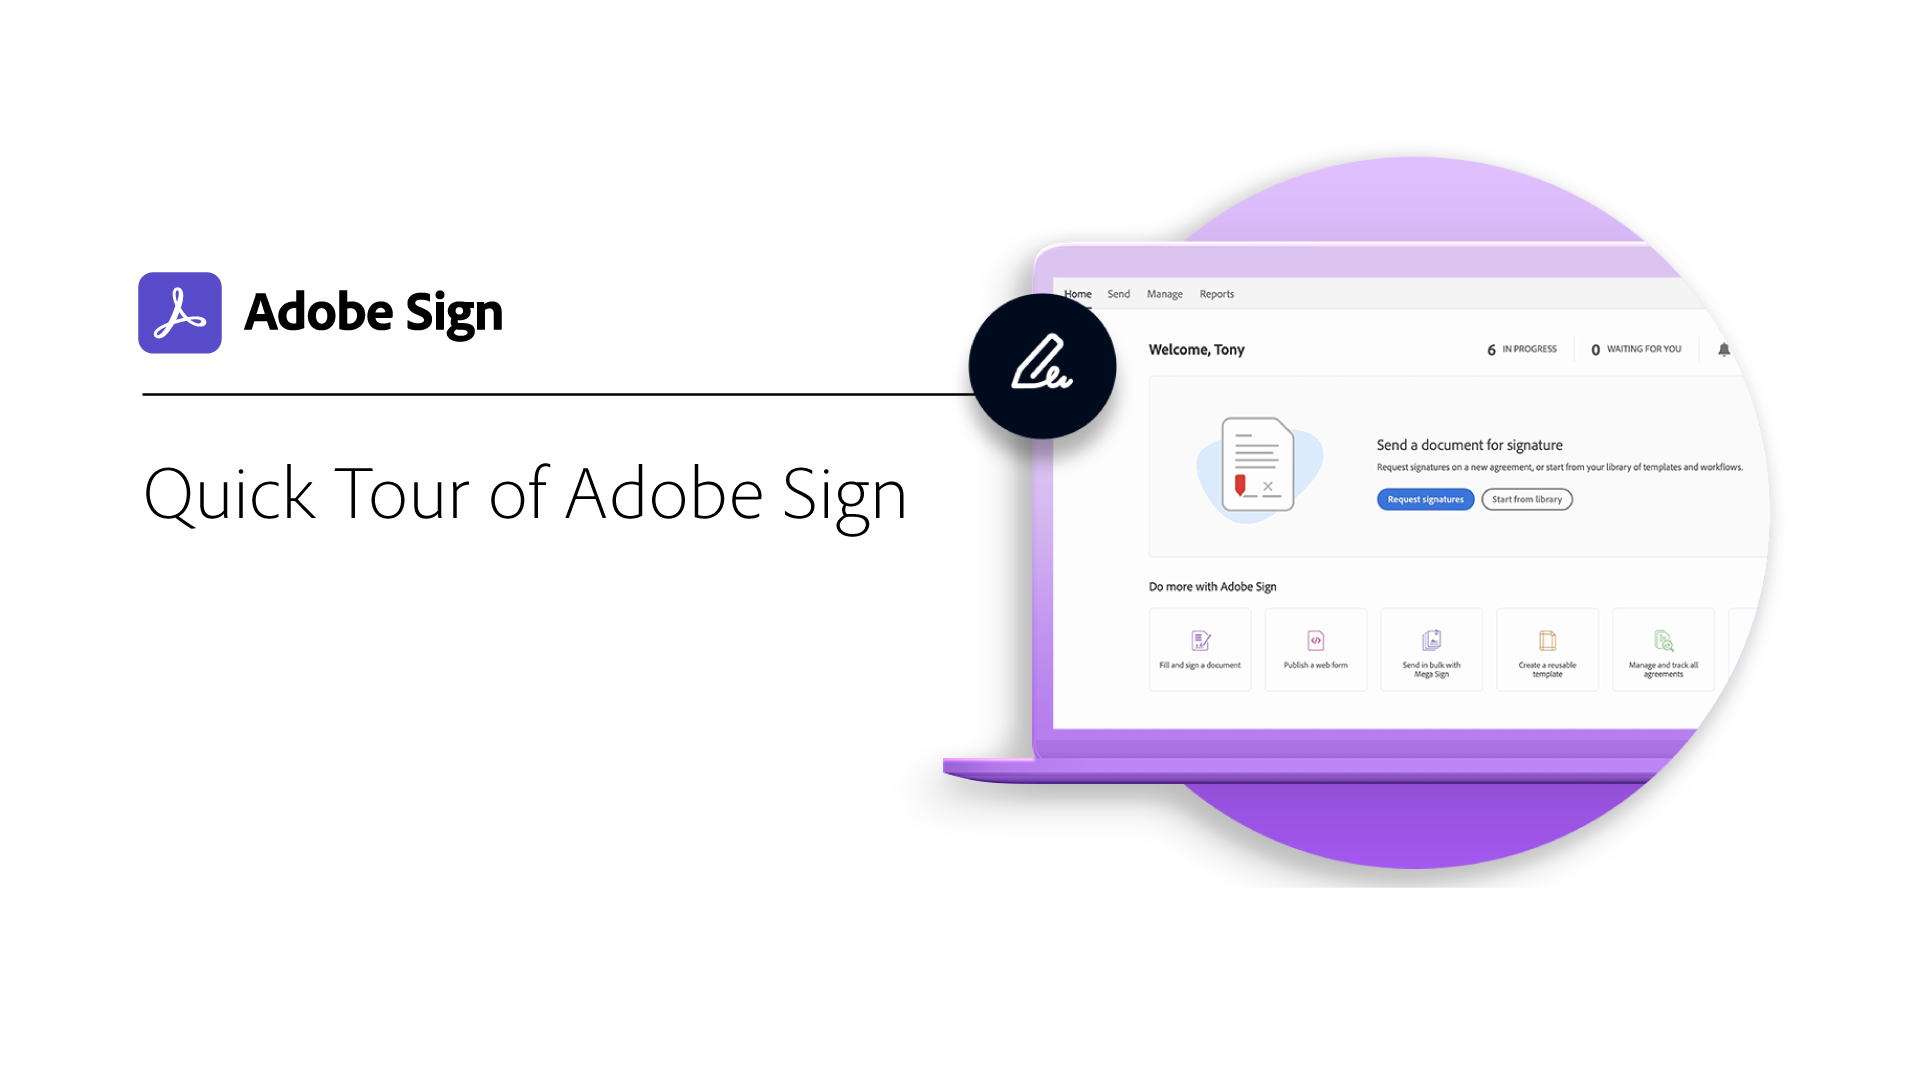 Adobe Sign
Quick Tour of Adobe Sign
Home Send Manage Reports
Welcome, Tony
6 IN PROGRESS 0 WAITING FOR YOU
Send a document for signature
Request signatures on a new agreement, or start from your library of templates and workflows.
Request signatures Start from library
Do more with Adobe Sign
Fill and sign a document
Publish a web form
Send in bulk with
Mega Sign
Create a reusable
template
Manage and track all
agreements